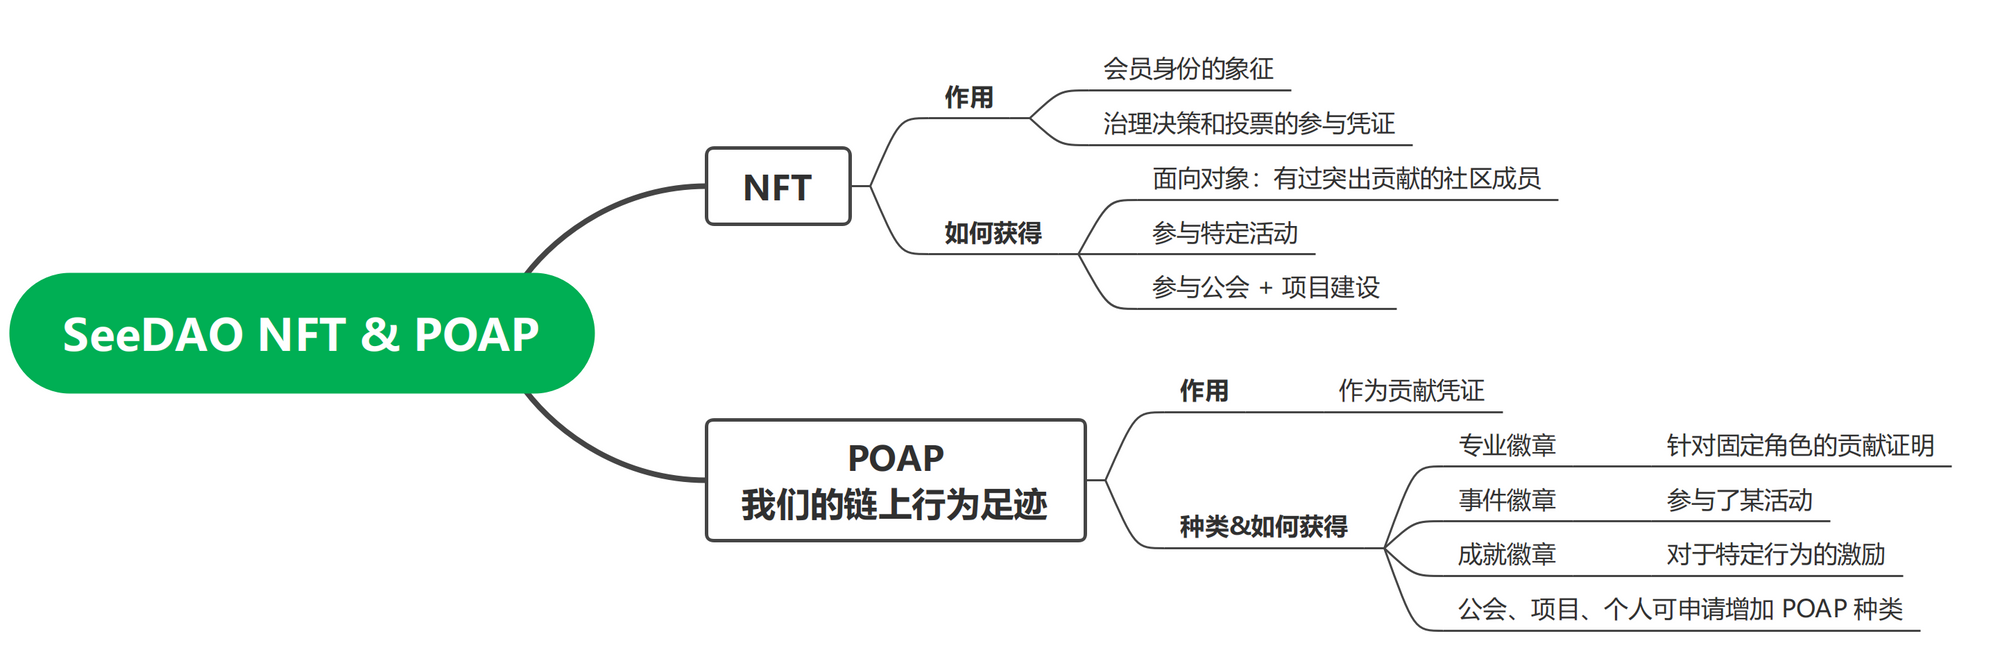 SeeDAO NFT & POAP
NFT
作用
会员身份的象征
治理决策和投票的参与凭证
如何获得
面向对象：有过突出贡献的社区成员
参与特定活动
参与公会 + 项目建设
POAP
我们的链上行为足迹
作用
作为贡献凭证
种类&如何获得
专业徽章
针对固定角色的贡献证明
事件徽章
参与了某活动
成就徽章
对于特定行为的激励
公会、项目、个人可申请增加 POAP 种类